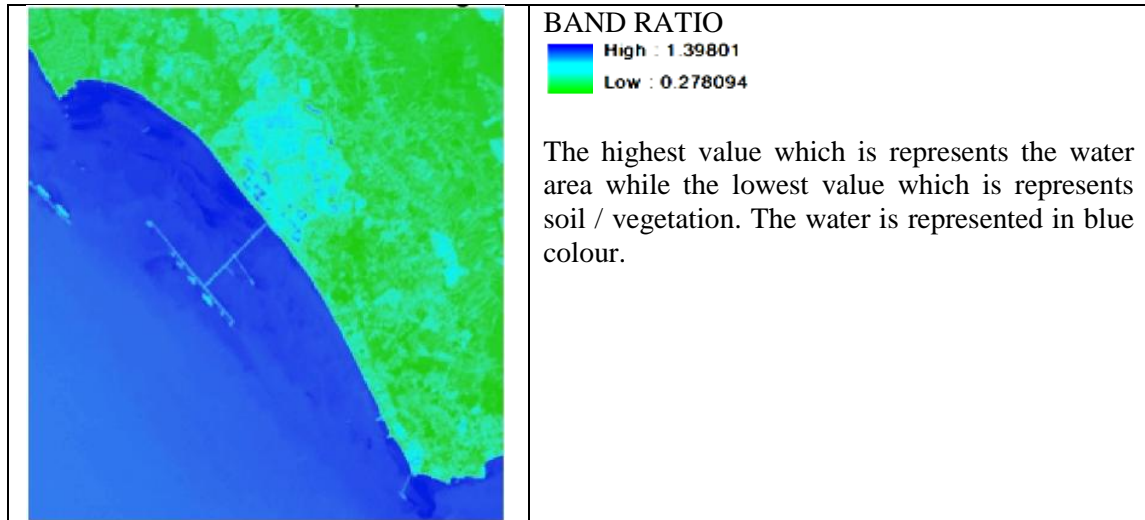 BAND RATIO
High : 1.39801
Low : 0.278094
The highest value which is represents the water
area while the lowest value which is represents
soil / vegetation. The water is represented in blue
colour.